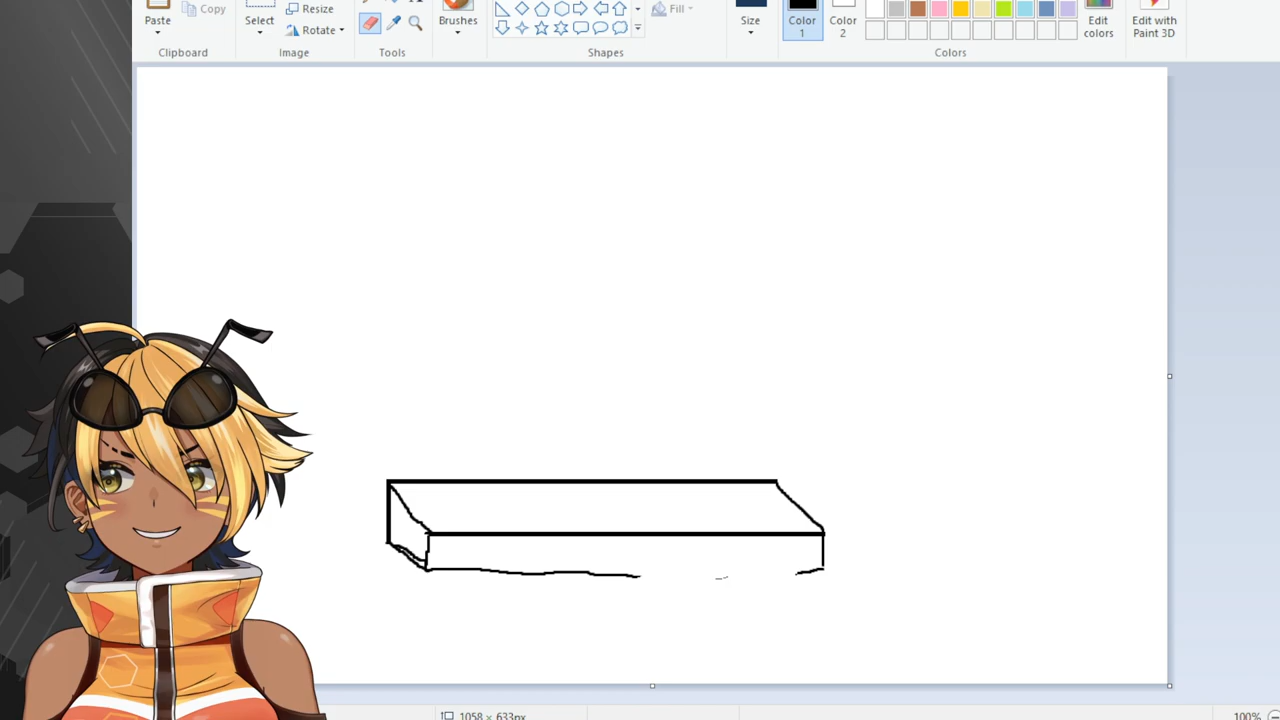 Paste
Copy
Clipboard
Select
Resize
Rotate
Image
Tools
Brushes
Shapes
Fill
Size
Color
1
Color
2
Colors
Edit
colors
Edit with
Paint 3D
1058 × 633px
100%